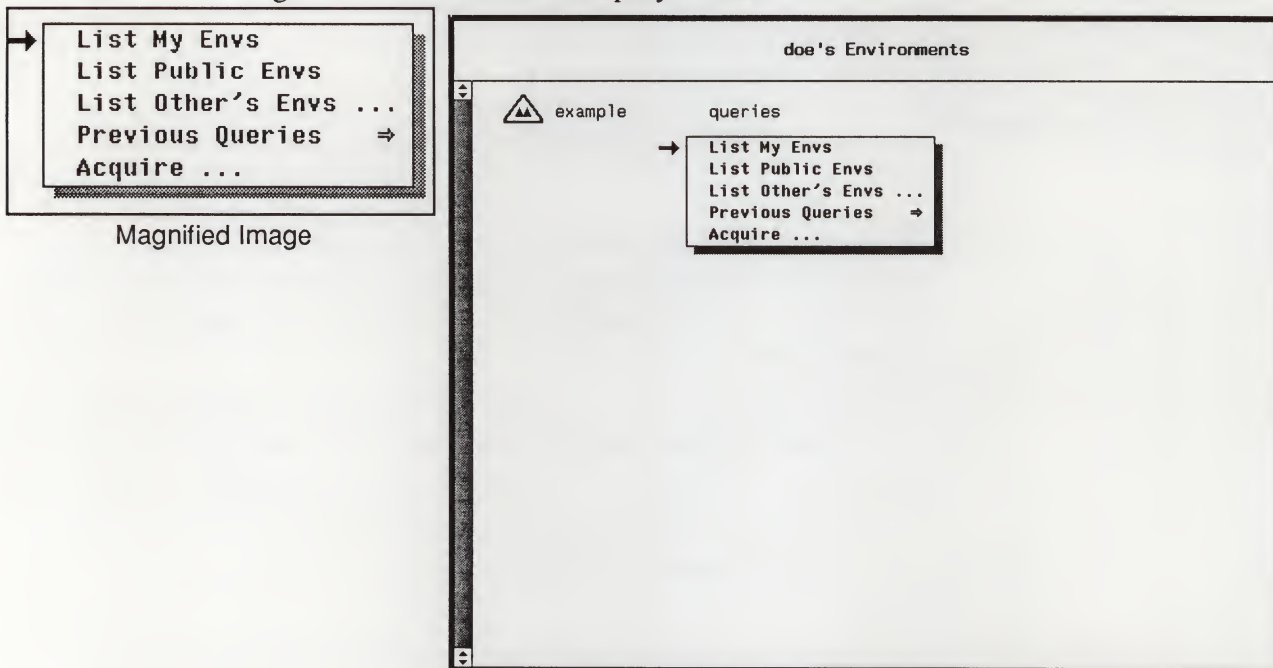 List My Envs
List Public Envs
List Other's Envs ...
Previous Queries ⇒
Acquire ...
Magnified Image
doe's Environments
example queries
List My Envs
List Public Envs
List Other's Envs ...
Previous Queries ⇒
Acquire ...